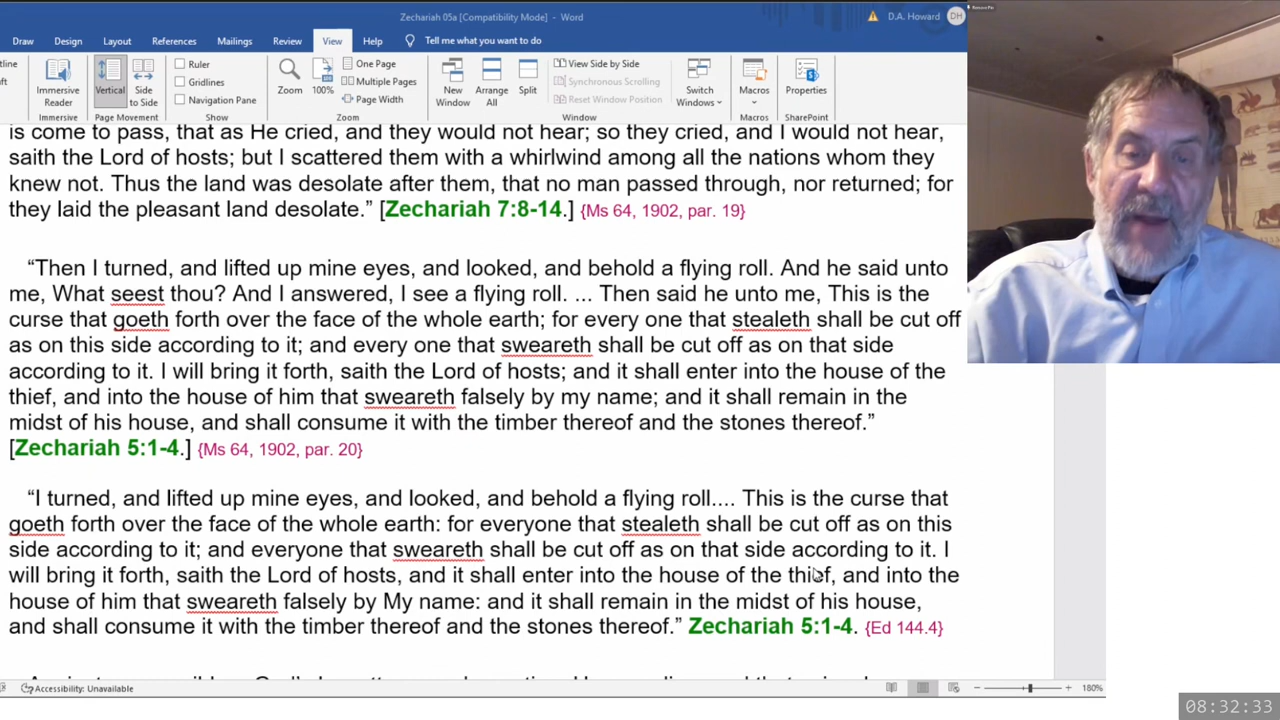 Zechariah 05a [Compatibility Mode] - Word
D.A. Howard DH
Draw Design Layout References Mailings Review View Help Tell me what you want to do
Immersive Reader
Vertical
Side to Side
Ruler
Gridlines
Navigation Pane
Zoom
100%
One Page
Multiple Pages
Page Width
New Window
Arrange All
Split
View Side by Side
Synchronous Scrolling
Reset Window Position
Switch Windows
Macros
Properties
Immersive Page Movement Show Zoom Window Macros SharePoint
is come to pass, that as He cried, and they would not hear; so they cried, and I would not hear,
saith the Lord of hosts; but I scattered them with a whirlwind among all the nations whom they
knew not. Thus the land was desolate after them, that no man passed through, nor returned; for
they laid the pleasant land desolate.” [Zechariah 7:8-14.] {Ms 64, 1902, par. 19}
“Then I turned, and lifted up mine eyes, and looked, and behold a flying roll. And he said unto
me, What seest thou? And I answered, I see a flying roll. ... Then said he unto me, This is the
curse that goeth forth over the face of the whole earth; for every one that stealeth shall be cut off
as on this side according to it; and every one that sweareth shall be cut off as on that side
according to it. I will bring it forth, saith the Lord of hosts; and it shall enter into the house of the
thief, and into the house of him that sweareth falsely by my name; and it shall remain in the
midst of his house, and shall consume it with the timber thereof and the stones thereof.”
[Zechariah 5:1-4.] {Ms 64, 1902, par. 20}
“I turned, and lifted up mine eyes, and looked, and behold a flying roll.... This is the curse that
goeth forth over the face of the whole earth: for everyone that stealeth shall be cut off as on this
side according to it; and everyone that sweareth shall be cut off as on that side according to it. I
will bring it forth, saith the Lord of hosts, and it shall enter into the house of the thief, and into the
house of him that sweareth falsely by My name: and it shall remain in the midst of his house,
and shall consume it with the timber thereof and the stones thereof.” Zechariah 5:1-4. {Ed 144.4}
Accessibility: Unavailable
180%
08:32:33